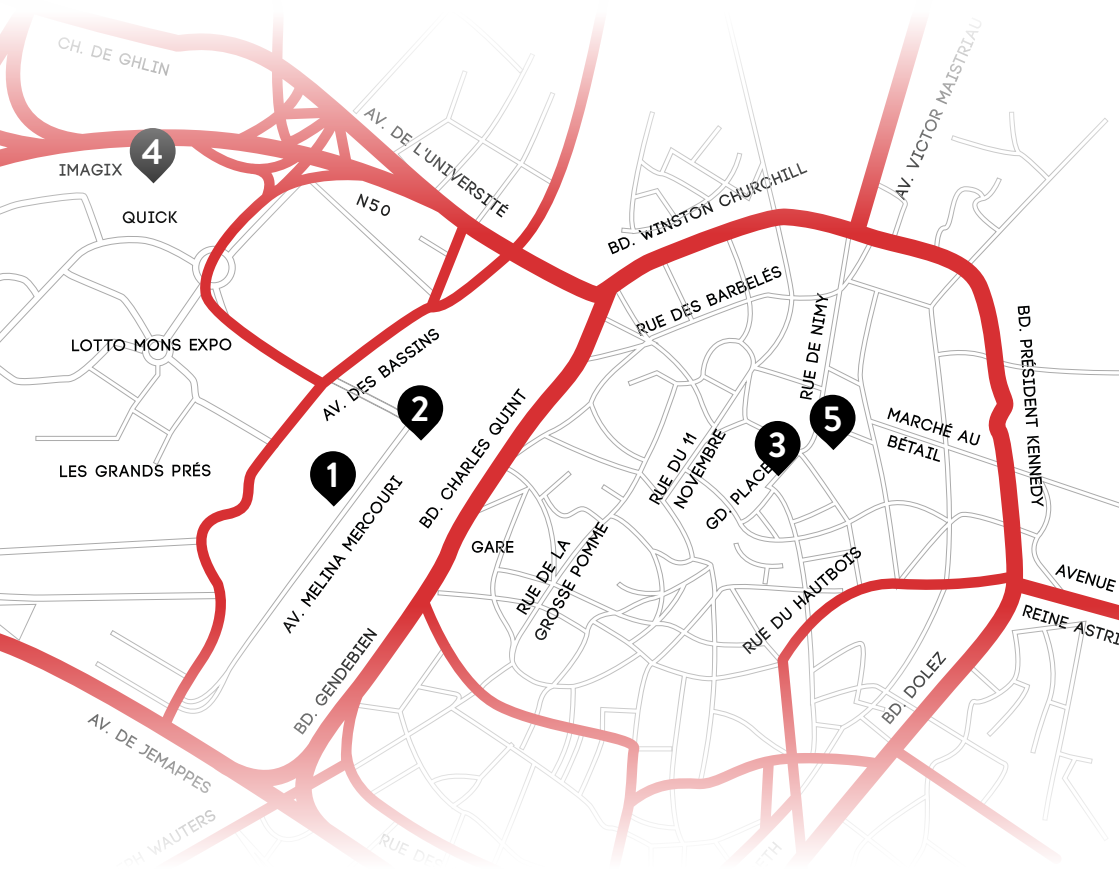 CH. DE GHLIN
AV. DE L'UNIVERSITÉ
AV. VICTOR MAISTRIAU
4
IMAGIX
QUICK
N50
BD. WINSTON CHURCHILL
RUE DES BARBELÉS
BD. PRÉSIDENT KENNEDY
LOTTO MONS EXPO
AV. DES BASSINS
RUE DE NIMY
2
5
3
MARCHÉ AU
BÉTAIL
LES GRANDS PRÉS
1
BD. CHARLES QUINT
RUE DU 11
NOVEMBRE
GD. PLACE
AV. MELINA MERCOURI
GARE
RUE DE LA
GROSSE POMME
RUE DU HAUTBOIS
AVENUE
REINE ASTRI
BD. GENDEBIEN
BD. DOLEZ
AV. DE JEMAPPES
PH WAUTERS
RUE DES